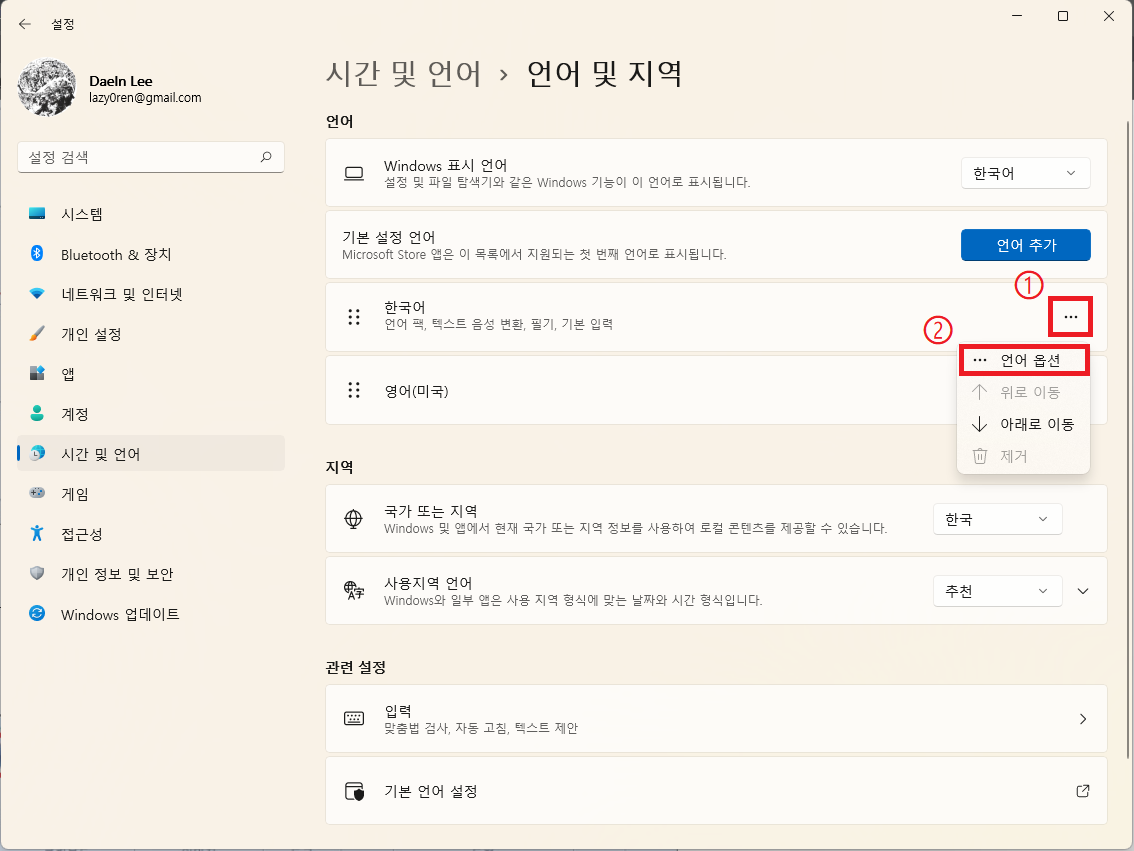 설정
DaeIn Lee
lazy0ren@gmail.com
설정 검색
시스템
Bluetooth & 장치
네트워크 및 인터넷
개인 설정
앱
계정
시간 및 언어
게임
접근성
개인 정보 및 보안
Windows 업데이트
시간 및 언어 › 언어 및 지역
언어
Windows 표시 언어
설정 및 파일 탐색기와 같은 Windows 기능이 이 언어로 표시됩니다.
한국어
기본 설정 언어
Microsoft Store 앱은 이 목록에서 지원되는 첫 번째 언어로 표시됩니다.
언어 추가
①
한국어
언어 팩, 텍스트 음성 변환, 필기, 기본 입력
...
②
... 언어 옵션
위로 이동
아래로 이동
제거
영어(미국)
지역
국가 또는 지역
Windows 및 앱에서 현재 국가 또는 지역 정보를 사용하여 로컬 콘텐츠를 제공할 수 있습니다.
한국
사용지역 언어
Windows와 일부 앱은 사용 지역 형식에 맞는 날짜와 시간 형식입니다.
추천
관련 설정
입력
맞춤법 검사, 자동 고침, 텍스트 제안
기본 언어 설정